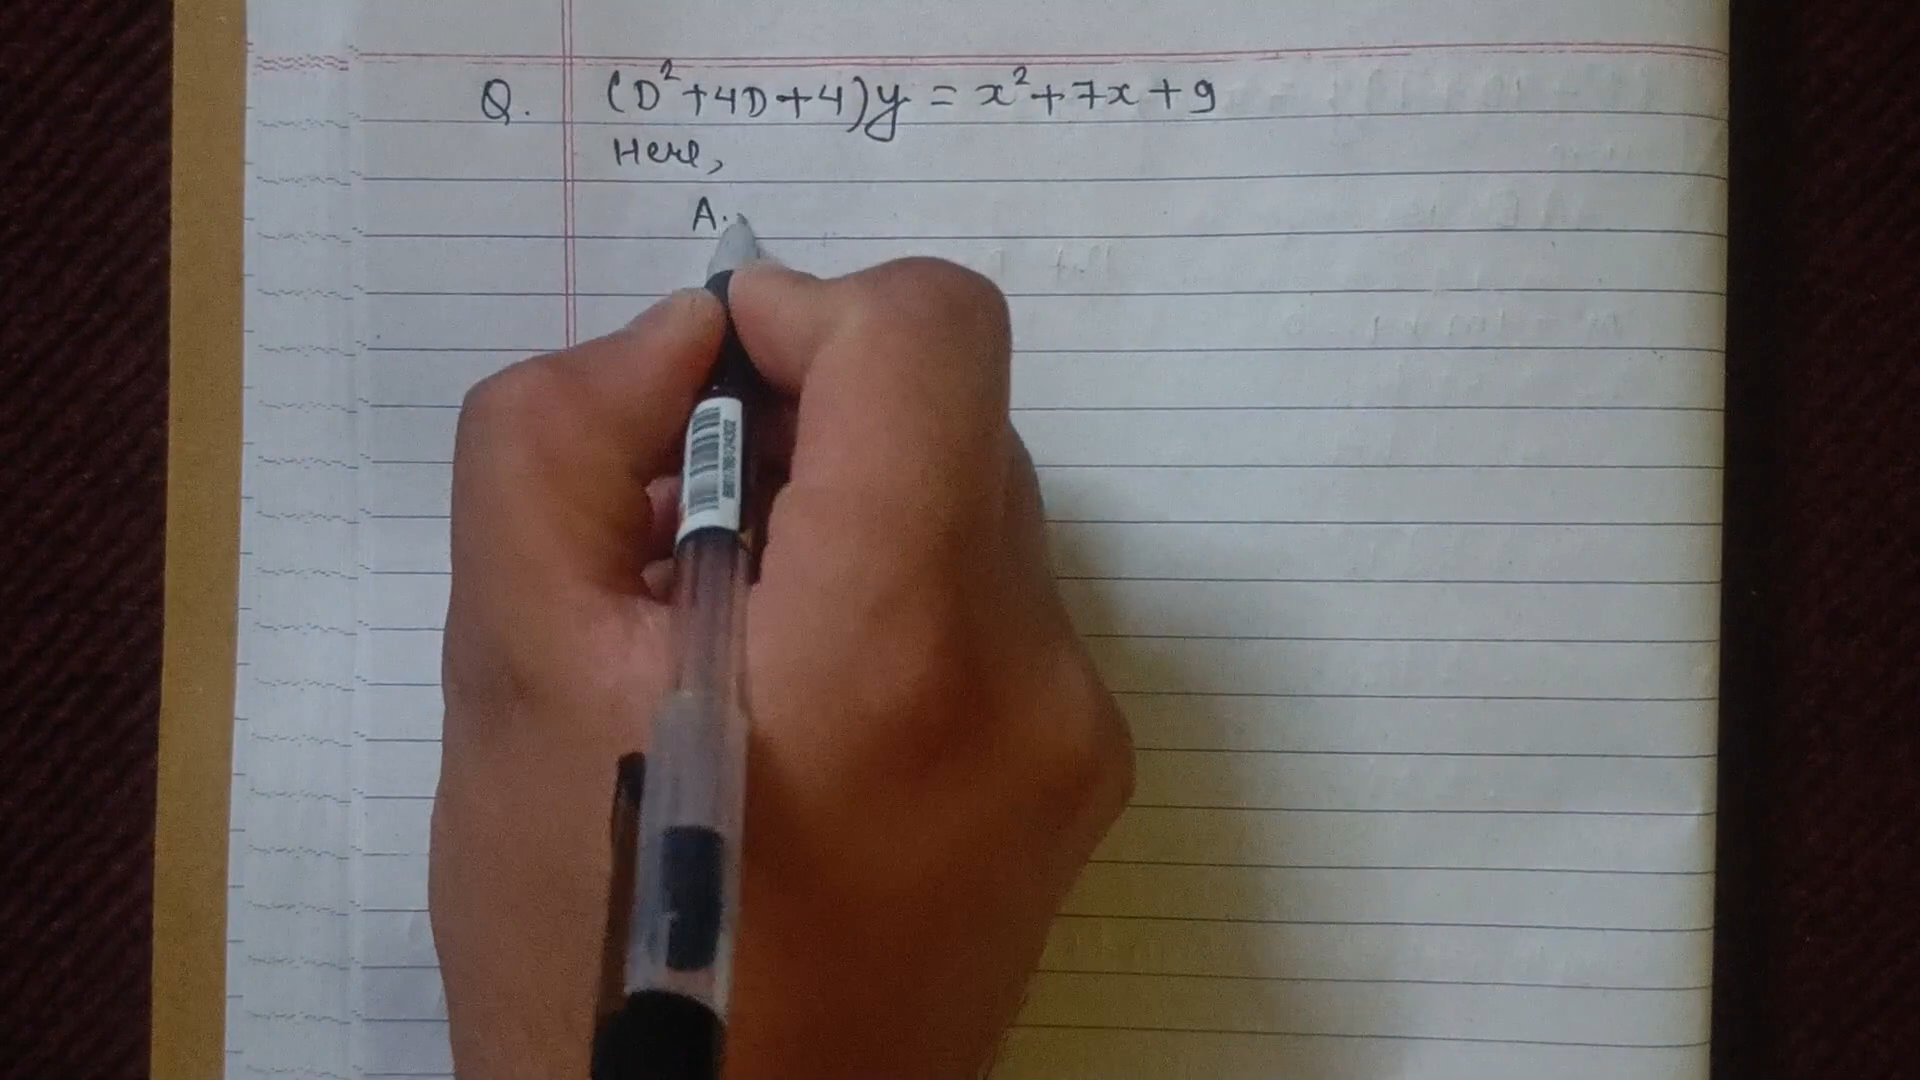 Q. (D²+4D+4)y = x²+7x+9
Here,
A.